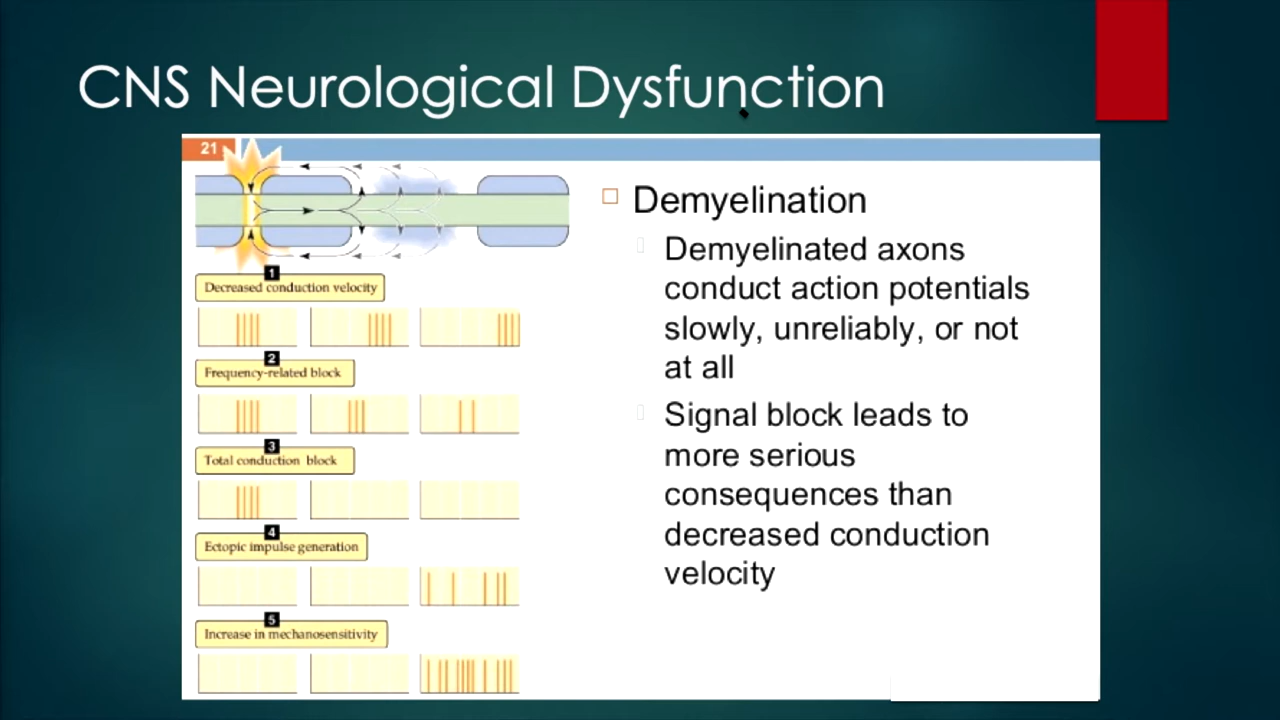 CNS Neurological Dysfunction
21
1
Decreased conduction velocity
2
Frequency-related block
3
Total conduction block
4
Ectopic impulse generation
5
Increase in mechanosensitivity
Demyelination
Demyelinated axons
conduct action potentials
slowly, unreliably, or not
at all
Signal block leads to
more serious
consequences than
decreased conduction
velocity